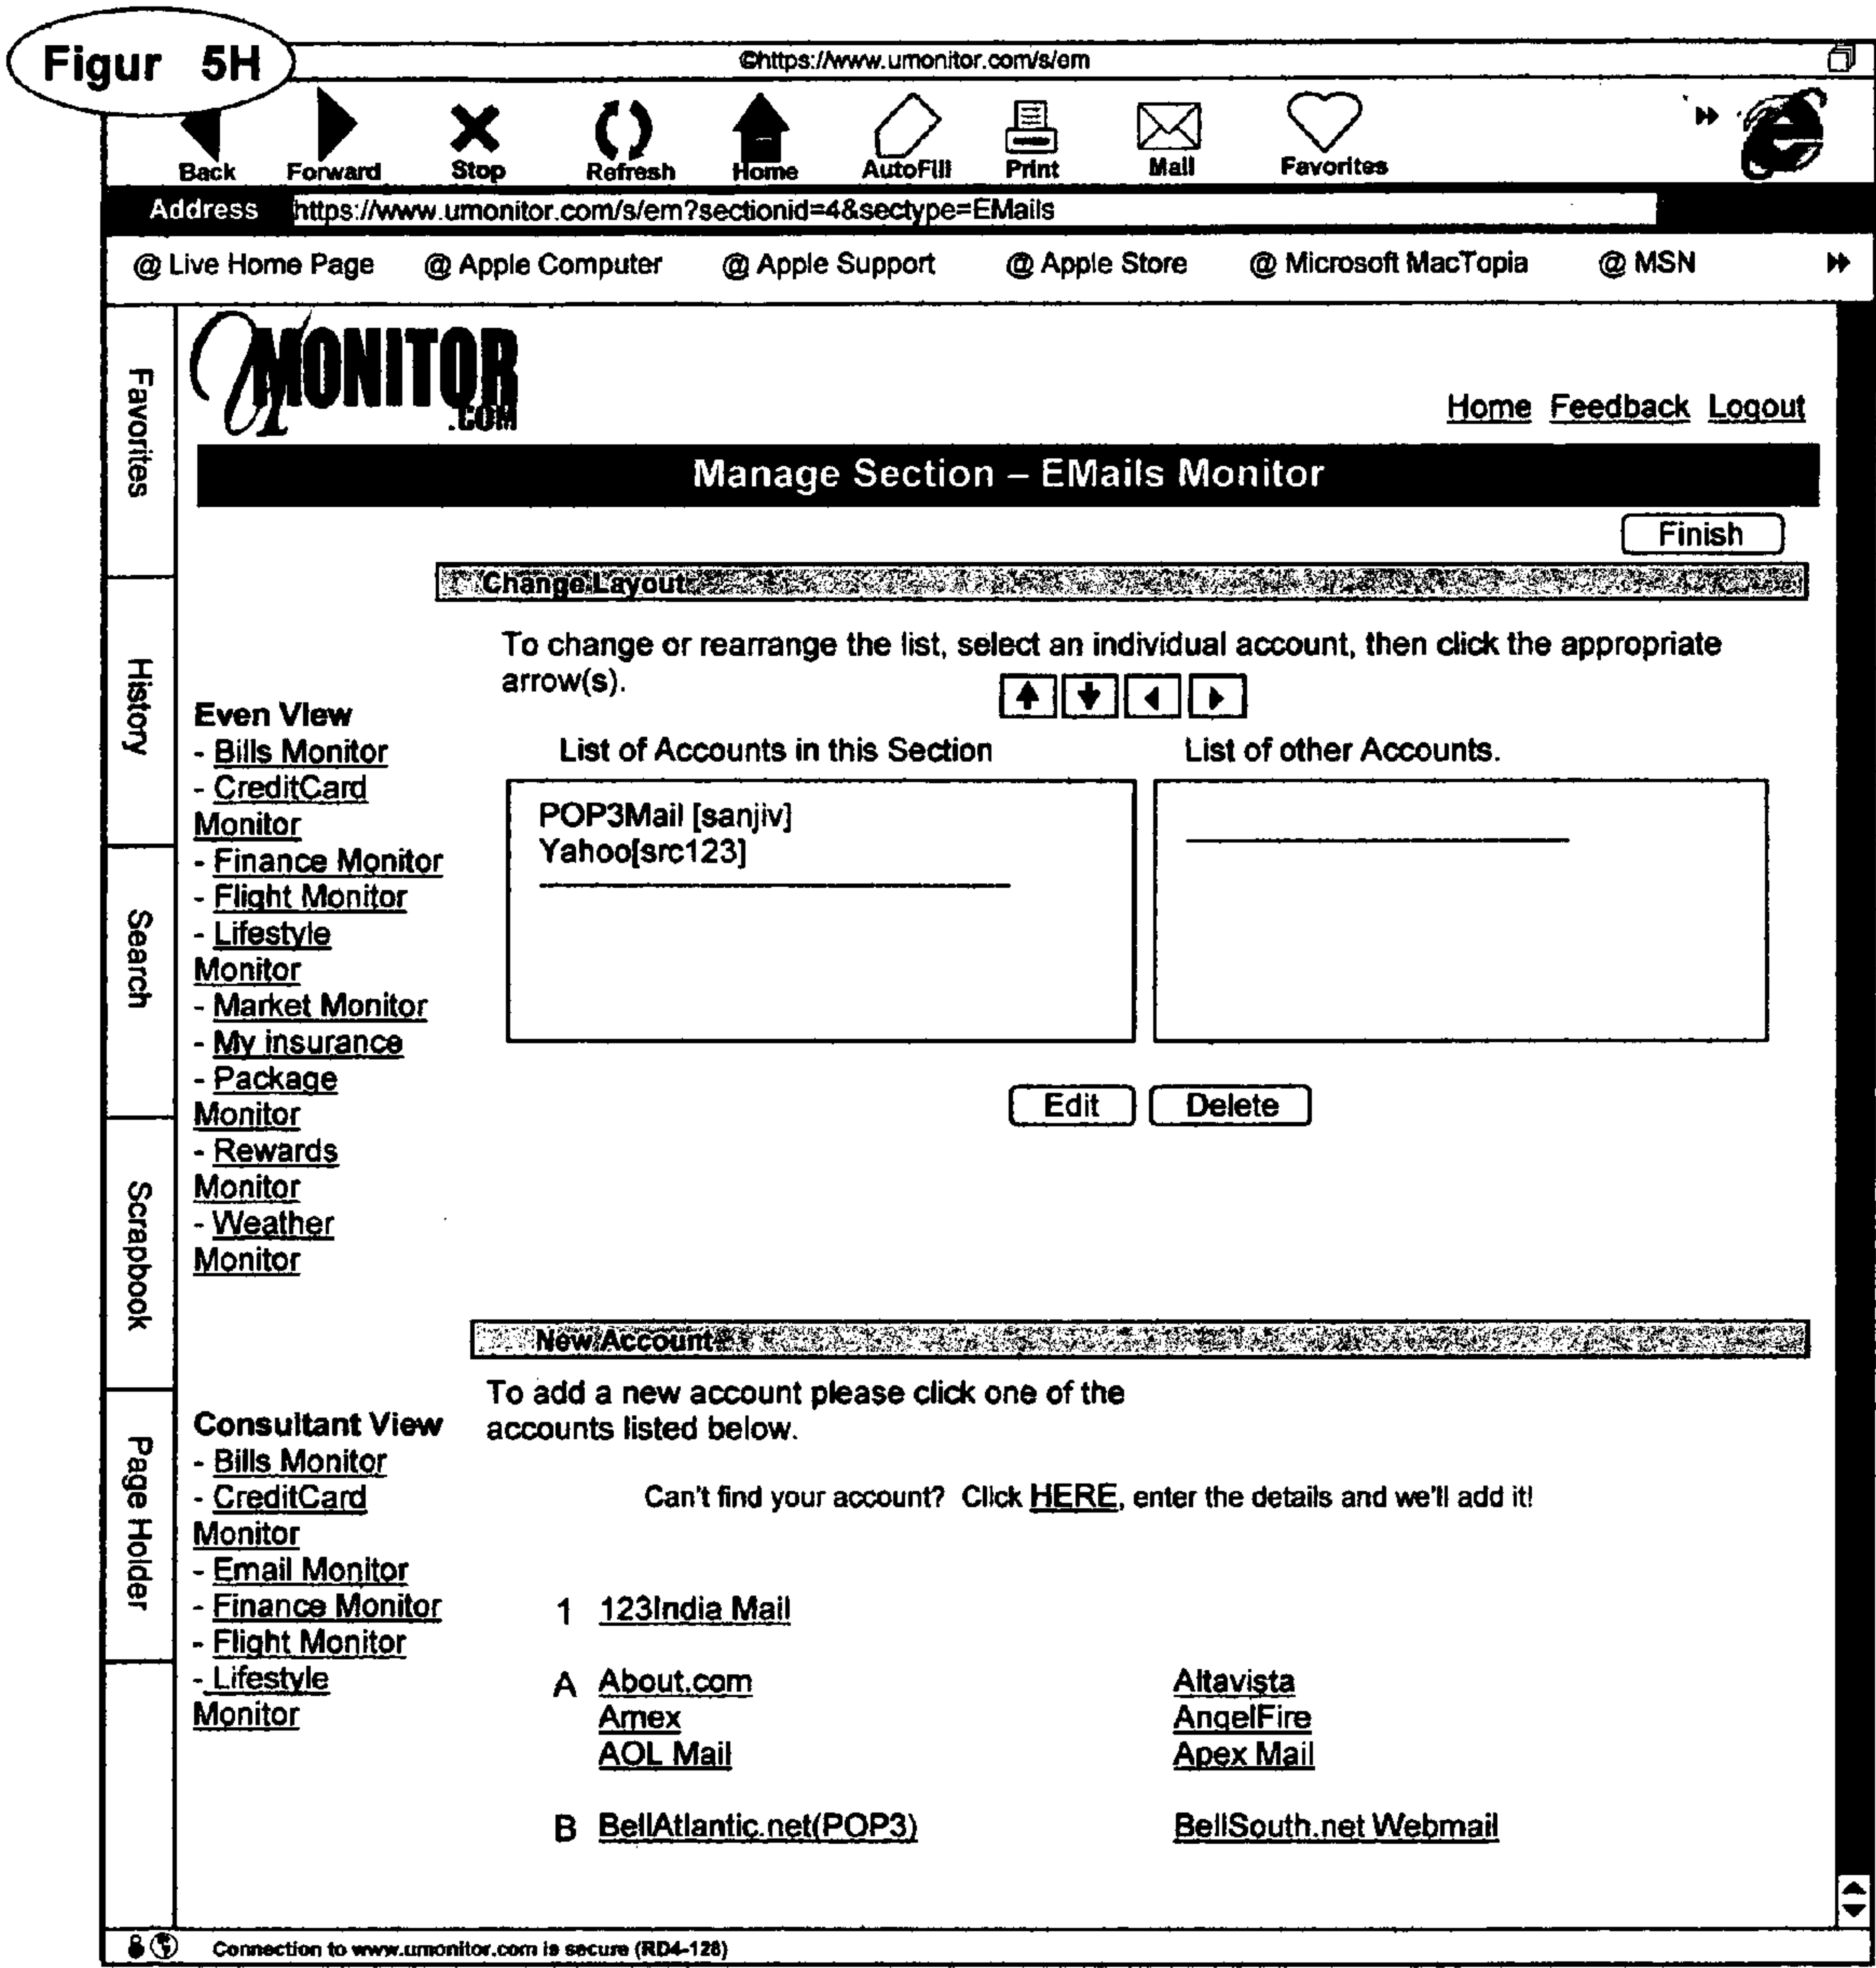 Figur 5H
©https://www.umonitor.com/s/em
Back Forward Stop Refresh Home AutoFill Print Mail Favorites
Address https://www.umonitor.com/s/em?sectionid=4&sectype=EMails
@ Live Home Page @ Apple Computer @ Apple Support @ Apple Store @ Microsoft MacTopia @ MSN
Favorites
History
Search
Scrapbook
Page Holder
UMONITOR
.COM
Home Feedback Logout
Manage Section – EMails Monitor
Finish
Change Layout
To change or rearrange the list, select an individual account, then click the appropriate
arrow(s).
List of Accounts in this Section List of other Accounts.
POP3Mail [sanjiv]
Yahoo[src123]
Edit Delete
Even View
- Bills Monitor
- CreditCard
Monitor
- Finance Monitor
- Flight Monitor
- Lifestyle
Monitor
- Market Monitor
- My insurance
- Package
Monitor
- Rewards
Monitor
- Weather
Monitor
New Account
To add a new account please click one of the
accounts listed below.
Can't find your account? Click HERE, enter the details and we'll add it!
Consultant View
- Bills Monitor
- CreditCard
Monitor
- Email Monitor
- Finance Monitor
- Flight Monitor
- Lifestyle
Monitor
1 123India Mail
A About.com Altavista
Amex AngelFire
AOL Mail Apex Mail
B BellAtlantic.net(POP3) BellSouth.net Webmail
Connection to www.umonitor.com is secure (RD4-128)